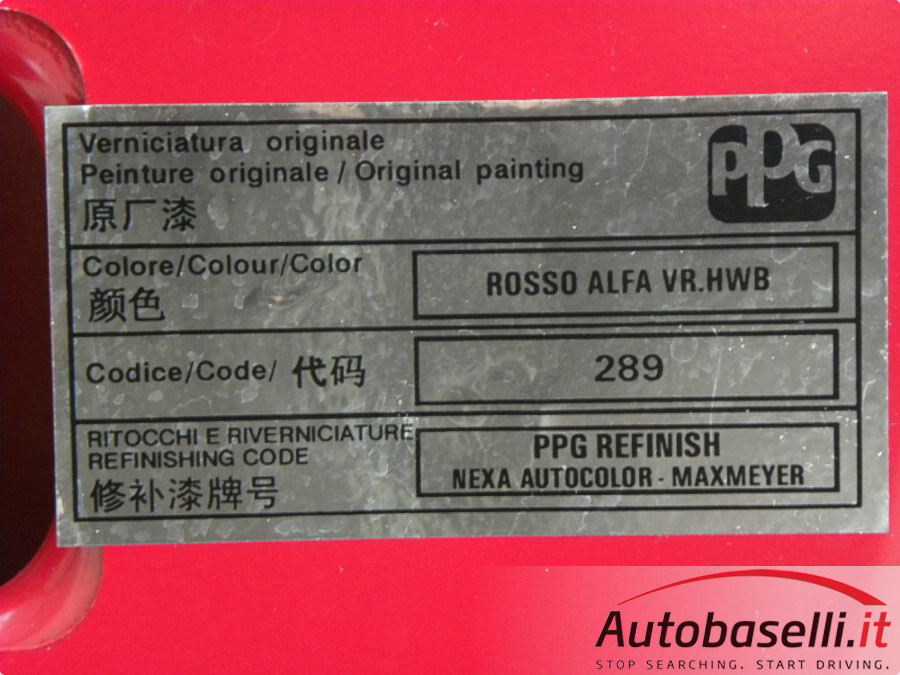 Verniciatura originale
Peinture originale / Original painting
原厂漆
PPG
Colore/Colour/Color
颜色
ROSSO ALFA VR.HWB
Codice/Code/ 代码
289
RITOCCHI E RIVERNICIATURE
REFINISHING CODE
修补漆牌号
PPG REFINISH
NEXA AUTOCOLOR - MAXMEYER
Autobaselli.it
STOP SEARCHING. START DRIVING.